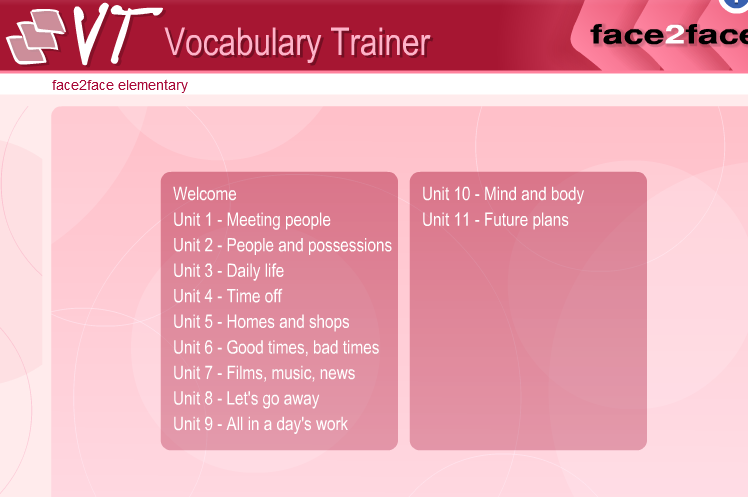 VT Vocabulary Trainer
face2face
face2face elementary
Welcome
Unit 1 - Meeting people
Unit 2 - People and possessions
Unit 3 - Daily life
Unit 4 - Time off
Unit 5 - Homes and shops
Unit 6 - Good times, bad times
Unit 7 - Films, music, news
Unit 8 - Let's go away
Unit 9 - All in a day's work
Unit 10 - Mind and body
Unit 11 - Future plans